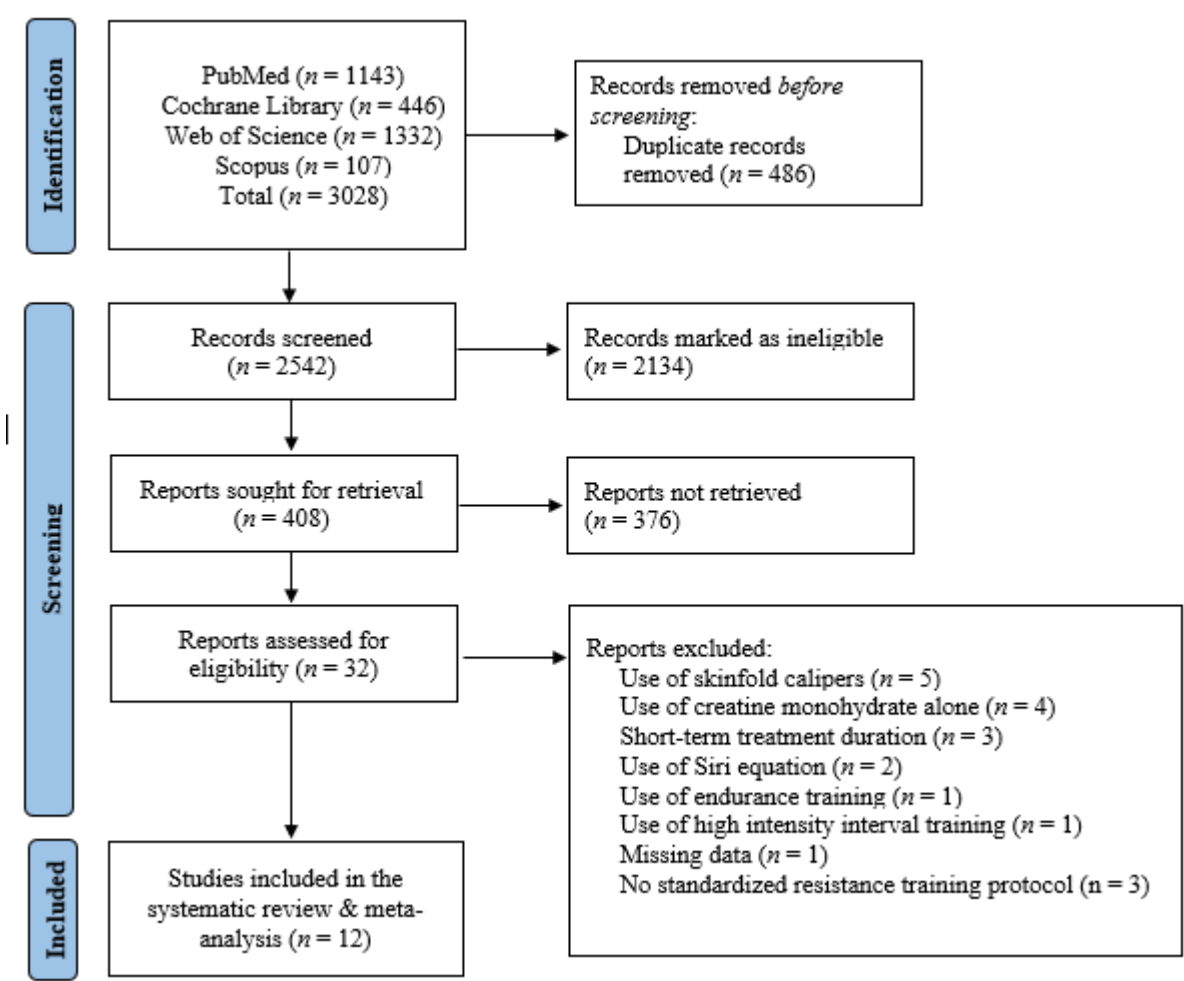 Identification
PubMed (n = 1143)
Cochrane Library (n = 446)
Web of Science (n = 1332)
Scopus (n = 107)
Total (n = 3028)
Records removed before
screening:
Duplicate records
removed (n = 486)
Screening
Records screened
(n = 2542)
Records marked as ineligible
(n = 2134)
Reports sought for retrieval
(n = 408)
Reports not retrieved
(n = 376)
Reports assessed for
eligibility (n = 32)
Reports excluded:
Use of skinfold calipers (n = 5)
Use of creatine monohydrate alone (n = 4)
Short-term treatment duration (n = 3)
Use of Siri equation (n = 2)
Use of endurance training (n = 1)
Use of high intensity interval training (n = 1)
Missing data (n = 1)
No standardized resistance training protocol (n = 3)
Included
Studies included in the
systematic review & meta-
analysis (n = 12)